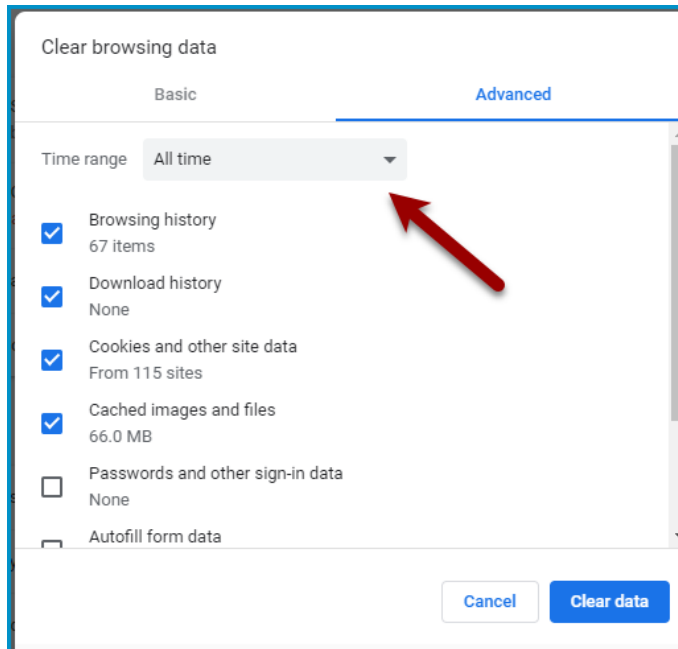 Clear browsing data
Basic
Advanced
Time range
All time
Browsing history
67 items
Download history
None
Cookies and other site data
From 115 sites
Cached images and files
66.0 MB
Passwords and other sign-in data
None
Autofill form data
Cancel
Clear data